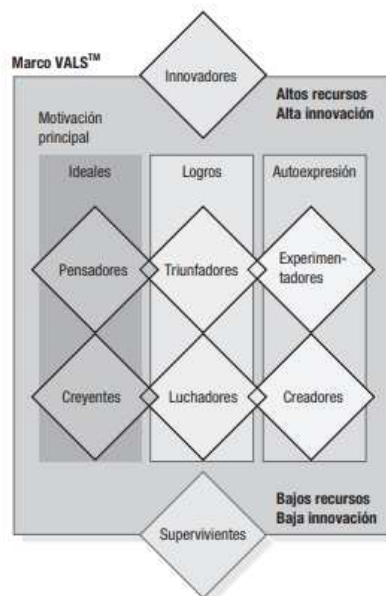 Marco VALS™
Innovadores
Altos recursos
Alta innovación
Motivación
principal
Ideales
Logros
Autoexpresión
Pensadores
Triunfadores
Experimen-
tadores
Creyentes
Luchadores
Creadores
Bajos recursos
Baja innovación
Supervivientes